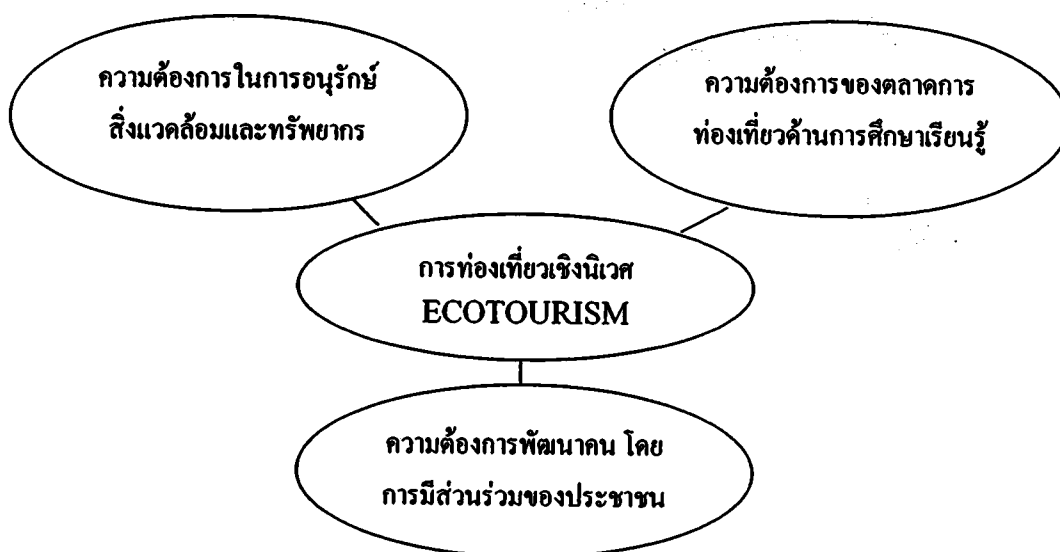 ความต้องการในการอนุรักษ์
สิ่งแวดล้อมและทรัพยากร
ความต้องการของตลาดการ
ท่องเที่ยวด้านการศึกษาเรียนรู้
การท่องเที่ยวเชิงนิเวศ
ECOTOURISM
ความต้องการพัฒนาคน โดย
การมีส่วนร่วมของประชาชน